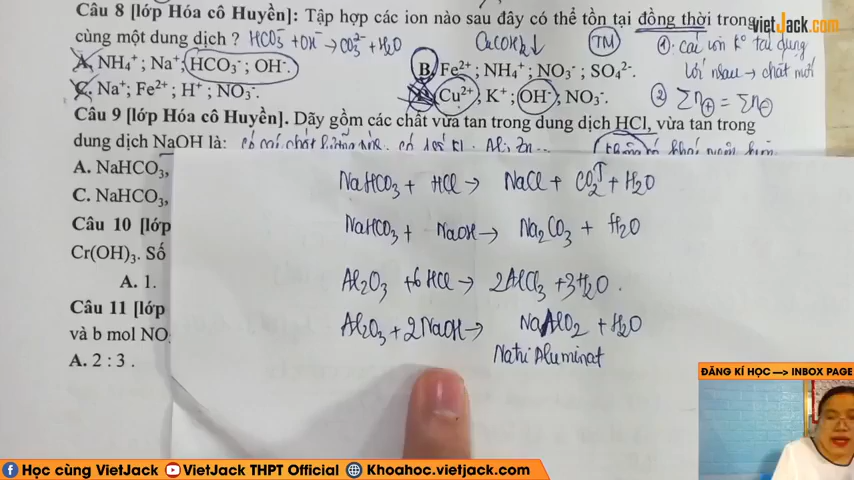 Câu 8 [lớp Hóa cô Huyền]: Tập hợp các ion nào sau đây có thể tồn tại đồng thời trong
vietJack.com
cùng một dung dịch ? HCO3- + OH- → CO3²⁻ + H2O
Cu(OH)2↓
TM
①: các ion ko tác dụng
với nhau → chất mới
② Σn⊕ = Σn⊖
A. NH₄⁺; Na⁺; HCO₃⁻; OH⁻.
B. Fe²⁺; NH₄⁺; NO₃⁻; SO₄²⁻.
C. Na⁺; Fe²⁺; H⁺; NO₃⁻.
Cu²⁺; K⁺; OH⁻; NO₃⁻.
Câu 9 [lớp Hóa cô Huyền]. Dãy gồm các chất vừa tan trong dung dịch HCl, vừa tan trong
dung dịch NaOH là:
A. NaHCO₃,
C. NaHCO₃,
Câu 10 [lớp
Cr(OH)₃. Số
A. 1.
Câu 11 [lớp
và b mol NO
A. 2 : 3 .
NaHCO3 + HCl → NaCl + CO2↑ + H2O
NaHCO3 + NaOH → Na2CO3 + H2O
Al2O3 + 6HCl → 2AlCl3 + 3H2O.
Al2O3 + 2NaOH → NaAlO2 + H2O
Natri Aluminat
ĐĂNG KÍ HỌC —> INBOX PAGE
Học cùng VietJack VietJack THPT Official Khoahoc.vietjack.com